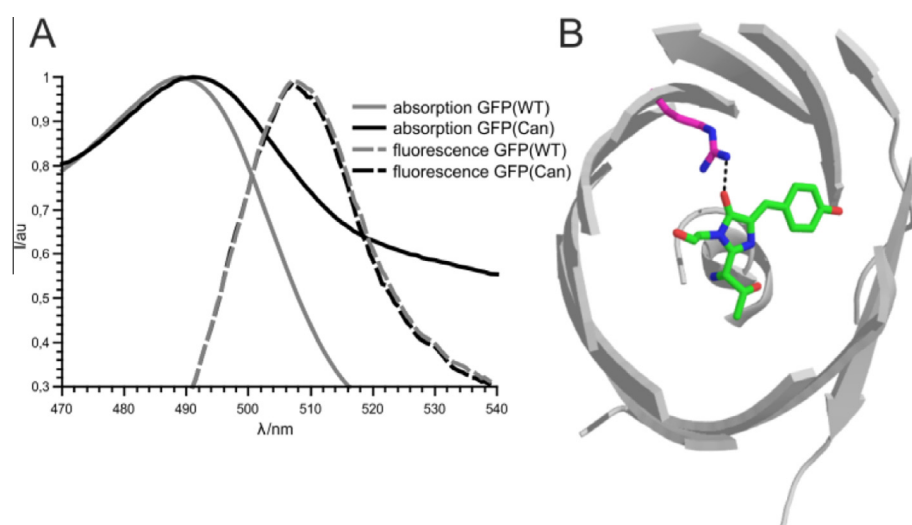 A
B
1
0,9
0,8
0,7
0,6
0,5
0,4
0,3
I/au
absorption GFP(WT)
absorption GFP(Can)
fluorescence GFP(WT)
fluorescence GFP(Can)
470 480 490 500 510 520 530 540
λ/nm